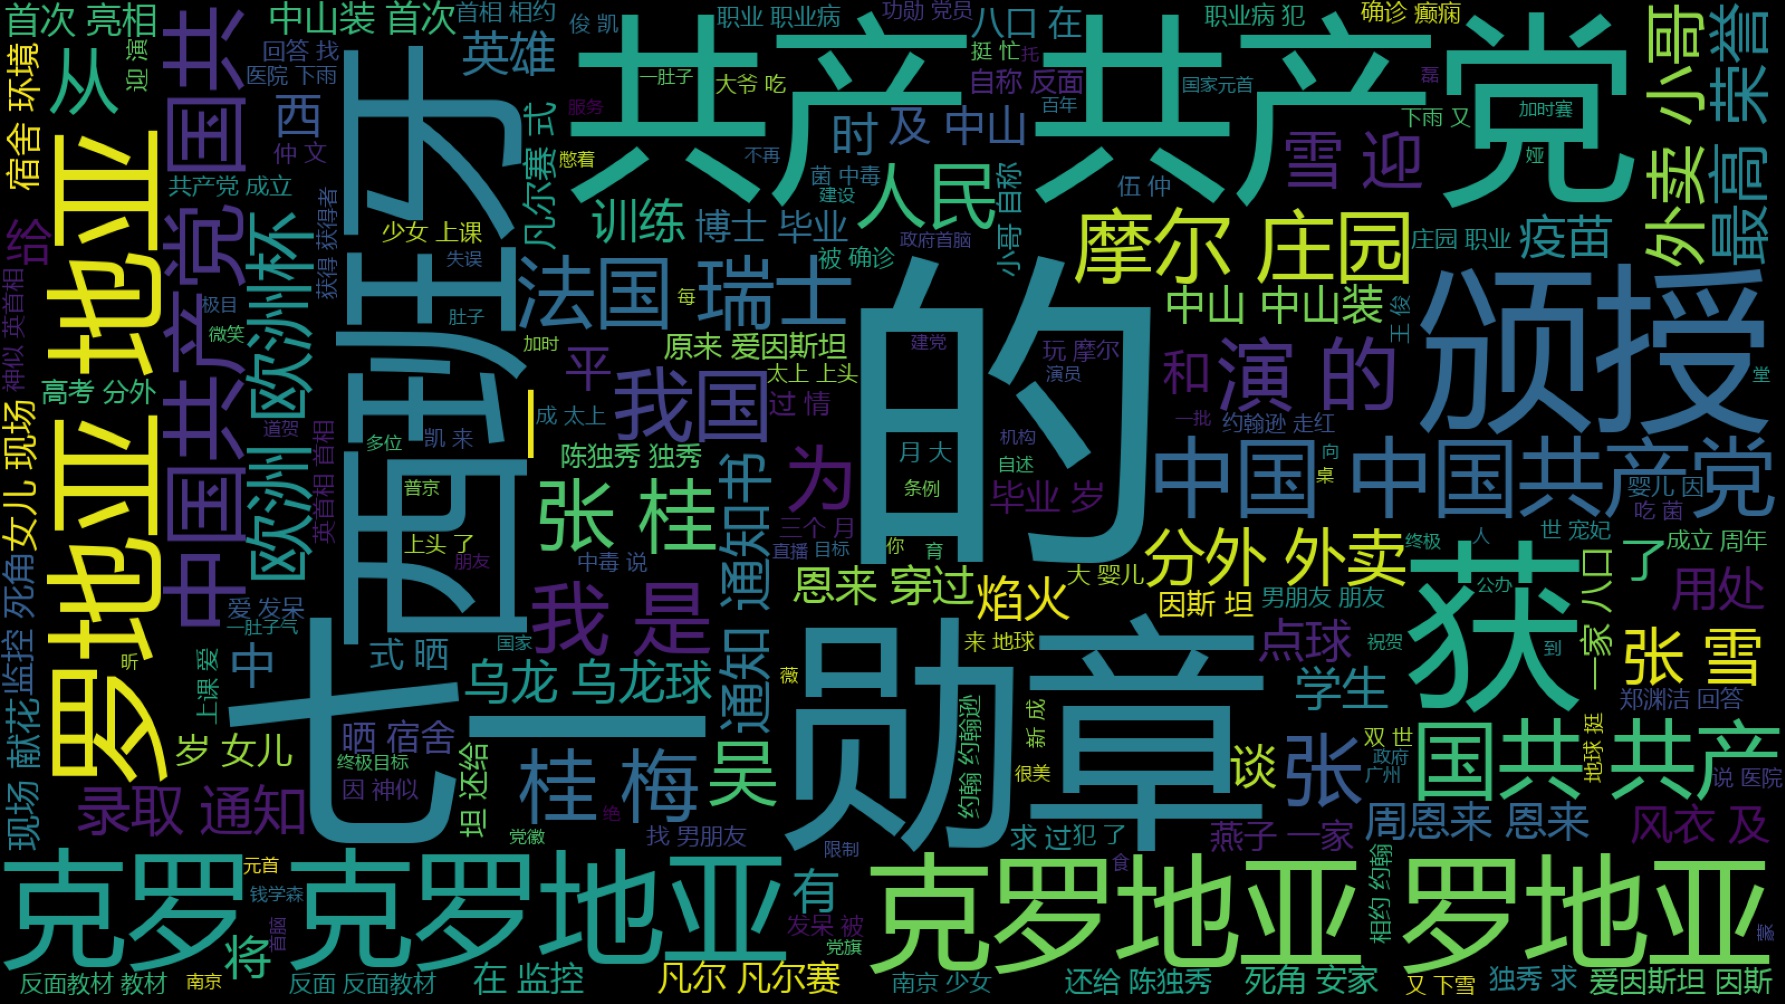 首次 亮相
中山装 首次
首相 相约
俊 凯
职业 职业病
功勋 党员
八口 在
职业病 犯
确诊 癫痫
小哥
荣誉
从
迎 演
国共
回答 找
医院 下雨
英雄
共产 共产党
一肚子
大爷 吃
挺 忙
托
自称 反面
百年
国家元首
磊
下雨 又
加时赛
宿舍 环境
西
仲 文
式
服务
憋着
不再
时
及 中山
菌 中毒
建设
伍 仲
雪 迎
娅
外卖
最高
罗地亚
地亚
共产党 成立
西班牙
凡尔赛
训练
博士 毕业
人民
自称
小哥
政府首脑
被 确诊
摩尔 庄园
庄园 职业
疫苗
给
中国共产党
欧洲杯
欧洲
获得 获得者
少女 上课
失误
法国 瑞士
每
的
中山 中山装
王 俊
颁授
神似 英首相
极目
微笑
肚子
加时
原来 爱因斯坦
建党
玩 摩尔
演员
和
演 的
堂
高考 分外
平
我国
太上 上头
过 情
一批
约翰逊 走红
女儿 现场
道贺
英首相 首相
多位
凯 来
成 太上
陈独秀 独秀
为
月 大
机构
自述
向
桌
中国 中国共产党
婴儿 因
吃 菌
普京
上头 了
朋友
张 桂
通知书
三个 月
直播 目标
条例
毕业 岁
中毒 说
你
育
分外 外卖
终极
人
世 宠妃
成立 周年
监控 死角
爱 发呆
一肚子气
国家
我 是
通知
恩来 穿过
焰火
大 婴儿
因斯 坦
男朋友 朋友
获
公办
八口
一家
了
用处
昕
上课 爱
中
七一
式 晒
乌龙 乌龙球
薇
勋章
来 地球
点球
祝贺
学生
到
张 雪
郑渊洁 回答
现场 献花
岁 女儿
晒 宿舍
终极目标
因 神似
坦 还给
桂 梅
吴
约翰 约翰逊
新 成
很美
谈
张
双 世
政府
广州
国共 共产
地球 挺
说 医院
录取 通知
党徽
绝
找 男朋友
限制
求 过
犯 了
食
燕子 一家
周恩来 恩来
风衣 及
克罗 克罗地亚
元首
钱学森
首脑
将
有
发呆 被
党旗
克罗地亚 罗地亚
相约 约翰
蒙
反面教材 教材
南京
反面 反面教材
在 监控
凡尔 凡尔赛
南京 少女
还给 陈独秀
死角 安家
又 下雪
独秀 求
爱因斯坦 因斯